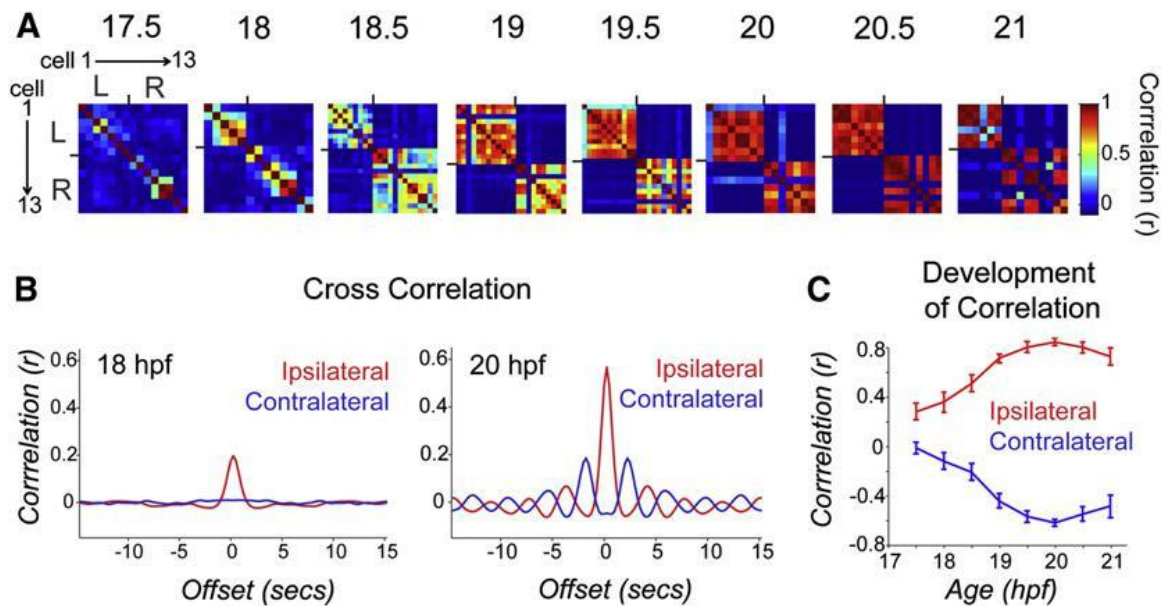 A
17.5 18 18.5 19 19.5 20 20.5 21
cell 1 13
cell L R
1
L
R
13
1
0.5
0
Corrrelation (r)
B Cross Correlation
18 hpf
Ipsilateral
Contralateral
0.6
0.4
0.2
0
Corrrelation (r)
-10 -5 0 5 10 15
Offset (secs)
20 hpf
Ipsilateral
Contralateral
0.6
0.4
0.2
0
-10 -5 0 5 10 15
Offset (secs)
C Development
of Correlation
0.8
0.4
0
-0.4
-0.8
Corrrelation (r)
Ipsilateral
Contralateral
17 18 19 20 21
Age (hpf)